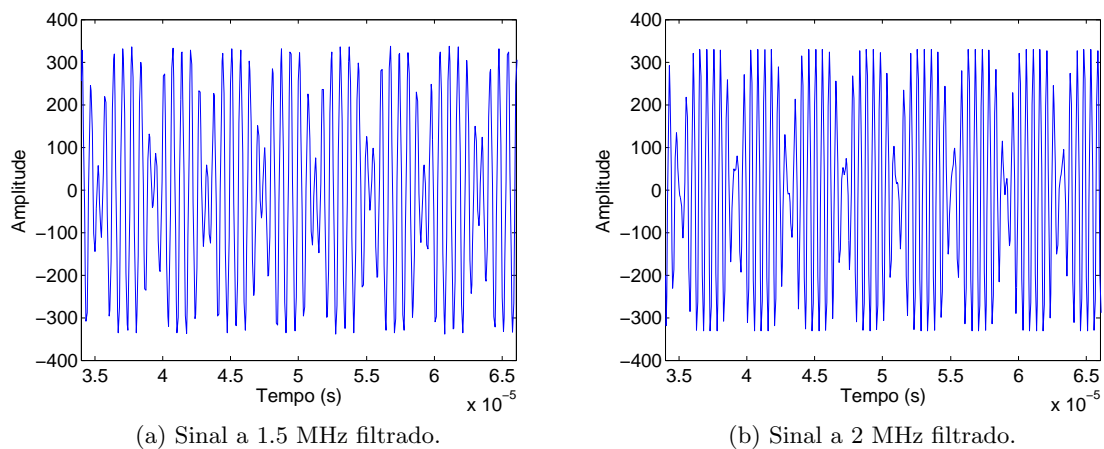 400
300
200
100
0
−100
−200
−300
−400
Amplitude
3.5 4 4.5 5 5.5 6 6.5
Tempo (s)
x 10⁻⁵
(a) Sinal a 1.5 MHz filtrado.
400
300
200
100
0
−100
−200
−300
−400
Amplitude
3.5 4 4.5 5 5.5 6 6.5
Tempo (s)
x 10⁻⁵
(b) Sinal a 2 MHz filtrado.